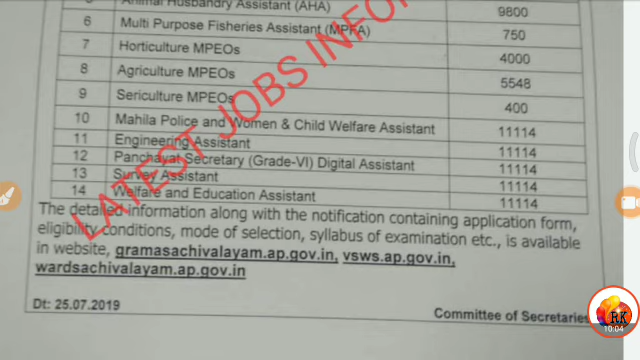 Animal Husbandry Assistant (AHA) 9800
6 Multi Purpose Fisheries Assistant (MPFA) 750
7 Horticulture MPEOs 4000
8 Agriculture MPEOs 5548
9 Sericulture MPEOs 400
10 Mahila Police and Women & Child Welfare Assistant 11114
11 Engineering Assistant 11114
12 Panchayat Secretary (Grade-VI) Digital Assistant 11114
13 Survey Assistant 11114
14 Welfare and Education Assistant 11114
LATEST JOBS INFO
The detailed information along with the notification containing application form,
eligibility conditions, mode of selection, syllabus of examination etc., is available
in website, gramasachivalayam.ap.gov.in, vsws.ap.gov.in,
wardsachivalayam.ap.gov.in
Dt: 25.07.2019 Committee of Secretaries
RK
10:04